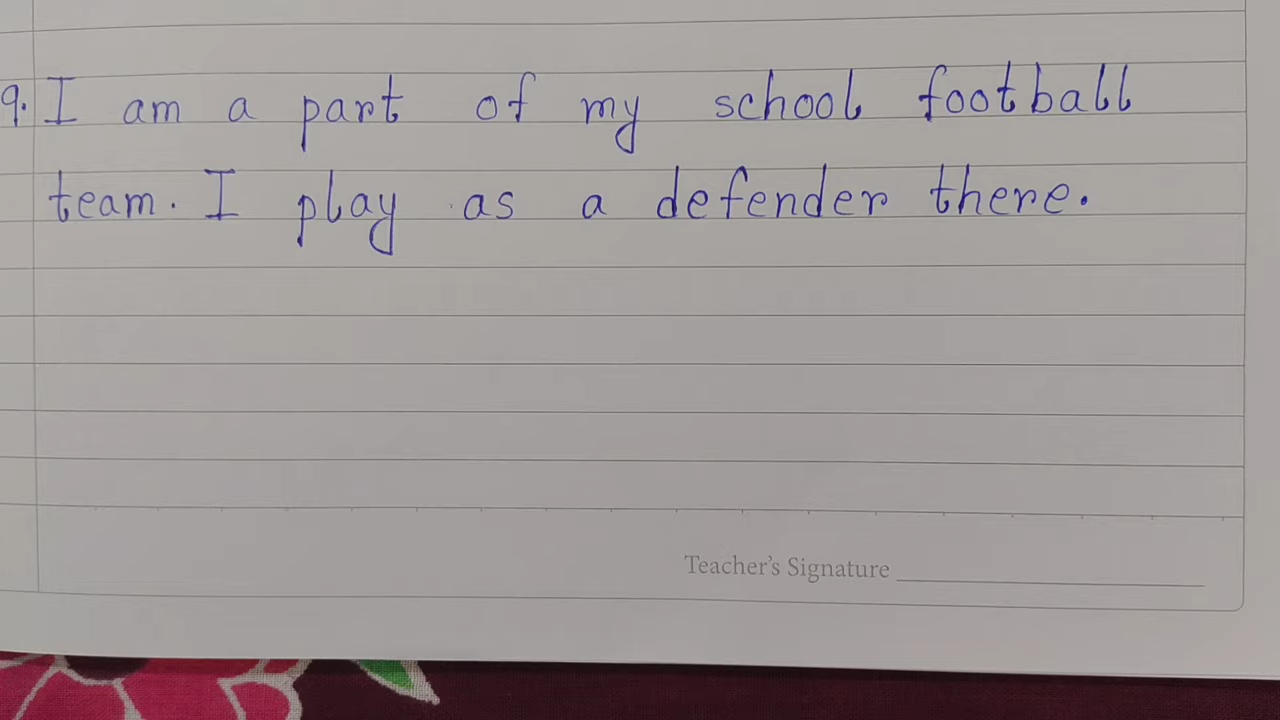 9. I am a part of my school football
team. I play as a defender there.
Teacher's Signature